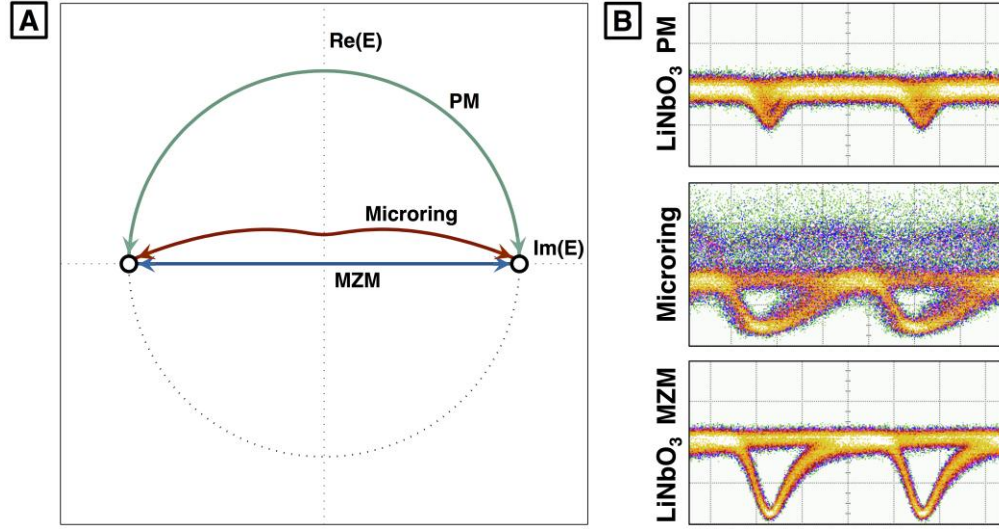 A
Re(E)
PM
Microring
Im(E)
MZM
B
LiNbO₃ PM
Microring
LiNbO₃ MZM